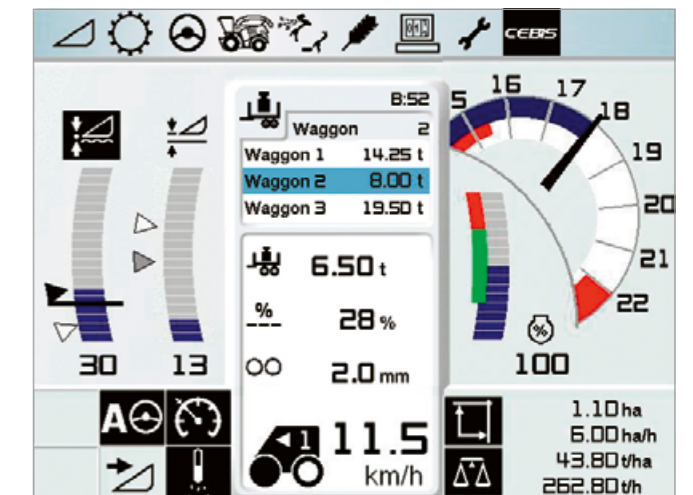 CEBIS
8:52
Waggon 2
Waggon 1 14.25 t
Waggon 2 8.00 t
Waggon 3 19.50 t
6.50 t
% 28 %
2.0 mm
1 11.5
km/h
30
13
A
5 16 17 18 19 20 21 22
%
100
1.10 ha
6.00 ha/h
43.80 t/ha
262.80 t/h